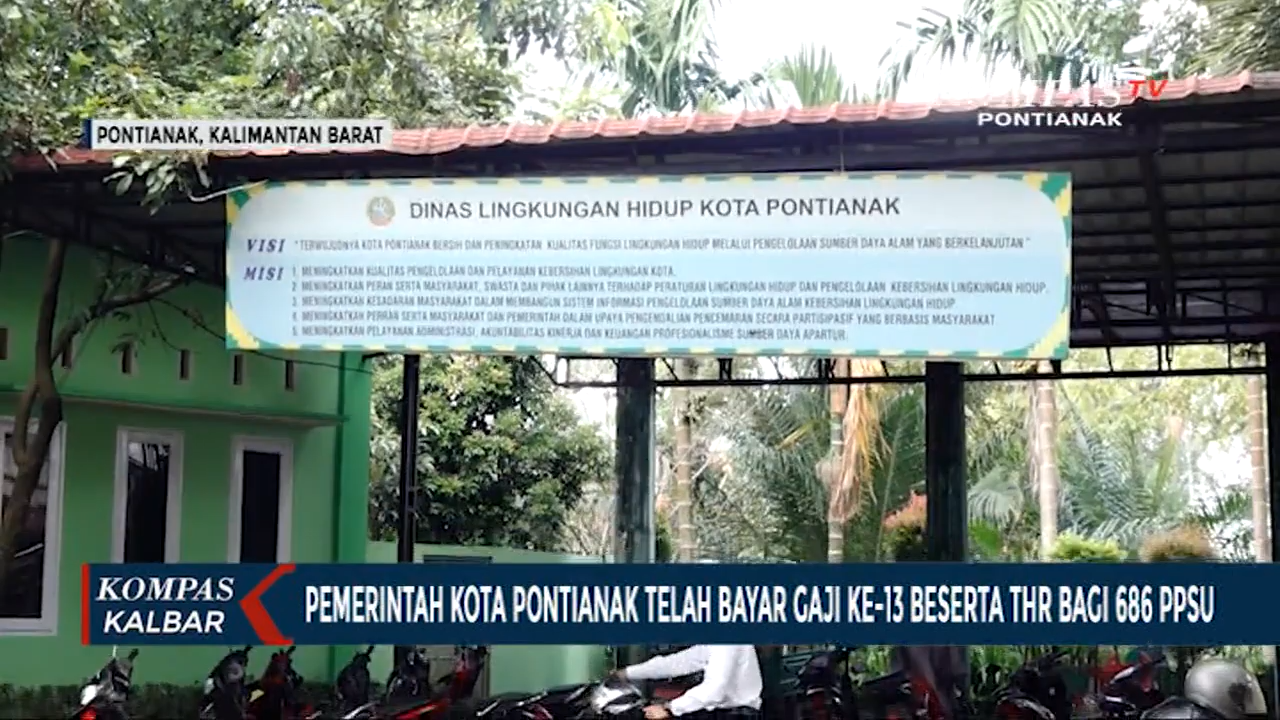 KOMPAS TV
PONTIANAK
PONTIANAK, KALIMANTAN BARAT
DINAS LINGKUNGAN HIDUP KOTA PONTIANAK
VISI "TERWUJUDNYA KOTA PONTIANAK BERSIH DAN PENINGKATAN KUALITAS FUNGSI LINGKUNGAN HIDUP MELALUI PENGELOLAAN SUMBER DAYA ALAM YANG BERKELANJUTAN"
MISI 1. MENINGKATKAN KUALITAS PENGELOLAAN DAN PELAYANAN KEBERSIHAN LINGKUNGAN KOTA.
2. MENINGKATKAN PERAN SERTA MASYARAKAT, SWASTA DAN PIHAK LAINNYA TERHADAP PERATURAN LINGKUNGAN HIDUP DAN PENGELOLAAN KEBERSIHAN LINGKUNGAN HIDUP.
3. MENINGKATKAN KESADARAN MASYARAKAT DALAM MEMBANGUN SISTEM INFORMASI PENGELOLAAN SUMBER DAYA ALAM KEBERSIHAN LINGKUNGAN HIDUP
4. MENINGKATKAN PERRAN SERTA MASYARAKAT DAN PEMERINTAH DALAM UPAYA PENGENDALIAN PENCEMARAN SECARA PARTIGIPASIF YANG BERBASIS MASYARAKAT
5. MENINGKATKAN PELAYANAN ADMINISTRASI, AKUNTABILITAS KINERJA DAN KEUANGAN PROFESIONALISME SUMBER DAYA APARTUR.
KOMPAS
KALBAR
PEMERINTAH KOTA PONTIANAK TELAH BAYAR GAJI KE-13 BESERTA THR BAGI 686 PPSU